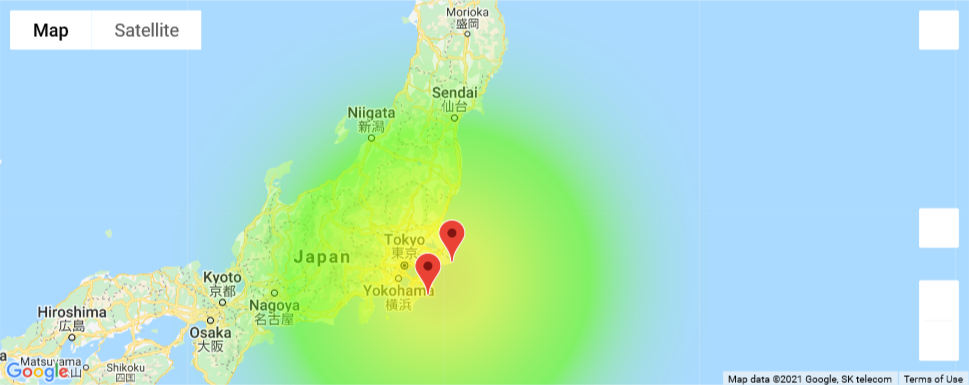 Map
Satellite
Morioka
盛岡
Sendai
仙台
Niigata
新潟
Tokyo
東京
Japan
Yokohama
横浜
Kyoto
京都
Nagoya
名古屋
Hiroshima
広島
Osaka
大阪
Matsuyama
山
Shikoku
四国
a
Google
Map data ©2021 Google, SK telecom
Terms of Use